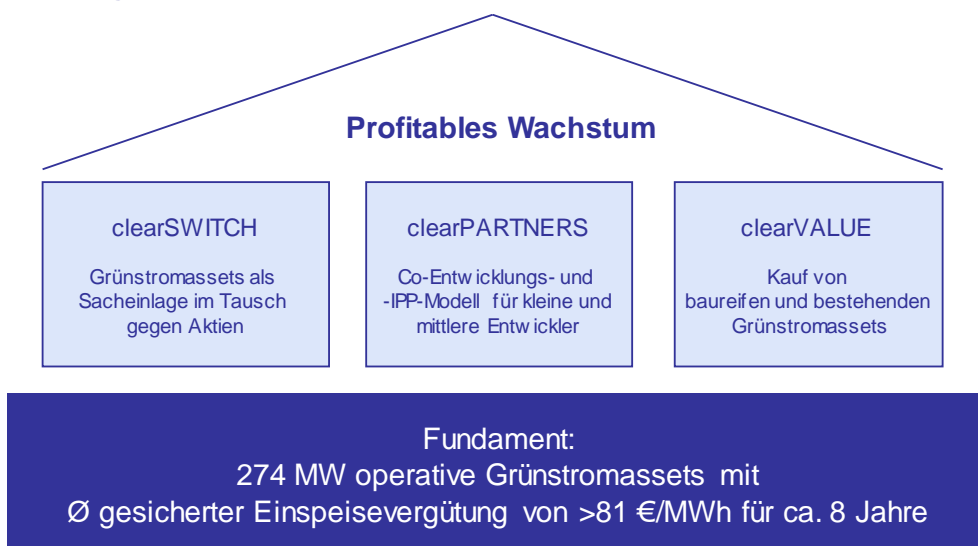 Profitables Wachstum
clearSWITCH
Grünstromassets als
Sacheinlage im Tausch
gegen Aktien
clearPARTNERS
Co-Entwicklungs- und
-IPP-Modell für kleine und
mittlere Entwickler
clearVALUE
Kauf von
baureifen und bestehenden
Grünstromassets
Fundament:
274 MW operative Grünstromassets mit
Ø gesicherter Einspeisevergütung von >81 €/MWh für ca. 8 Jahre